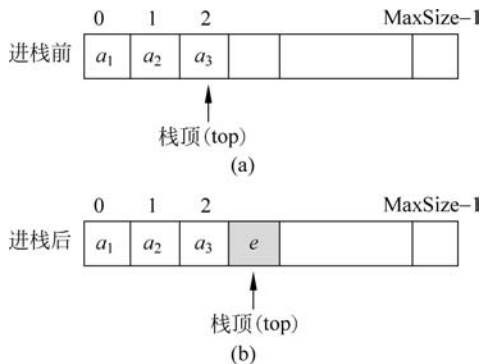 0 1 2 MaxSize–1
进栈前 a₁ a₂ a₃
栈顶(top)
(a)
0 1 2 MaxSize–1
进栈后 a₁ a₂ a₃ e
栈顶(top)
(b)